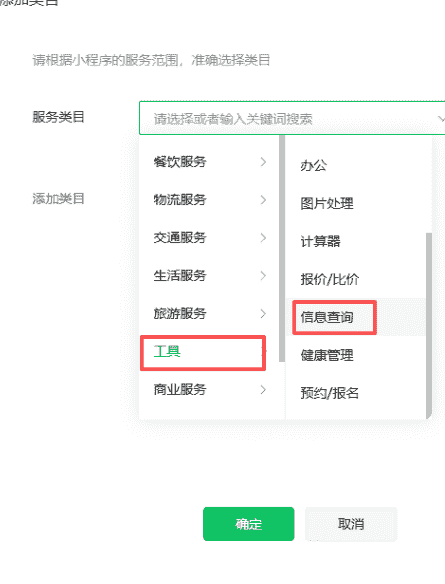 添加类目
请根据小程序的服务范围，准确选择类目
服务类目
请选择或者输入关键词搜索
餐饮服务
物流服务
交通服务
生活服务
旅游服务
工具
商业服务
办公
图片处理
计算器
报价/比价
信息查询
健康管理
预约/报名
添加类目
确定
取消